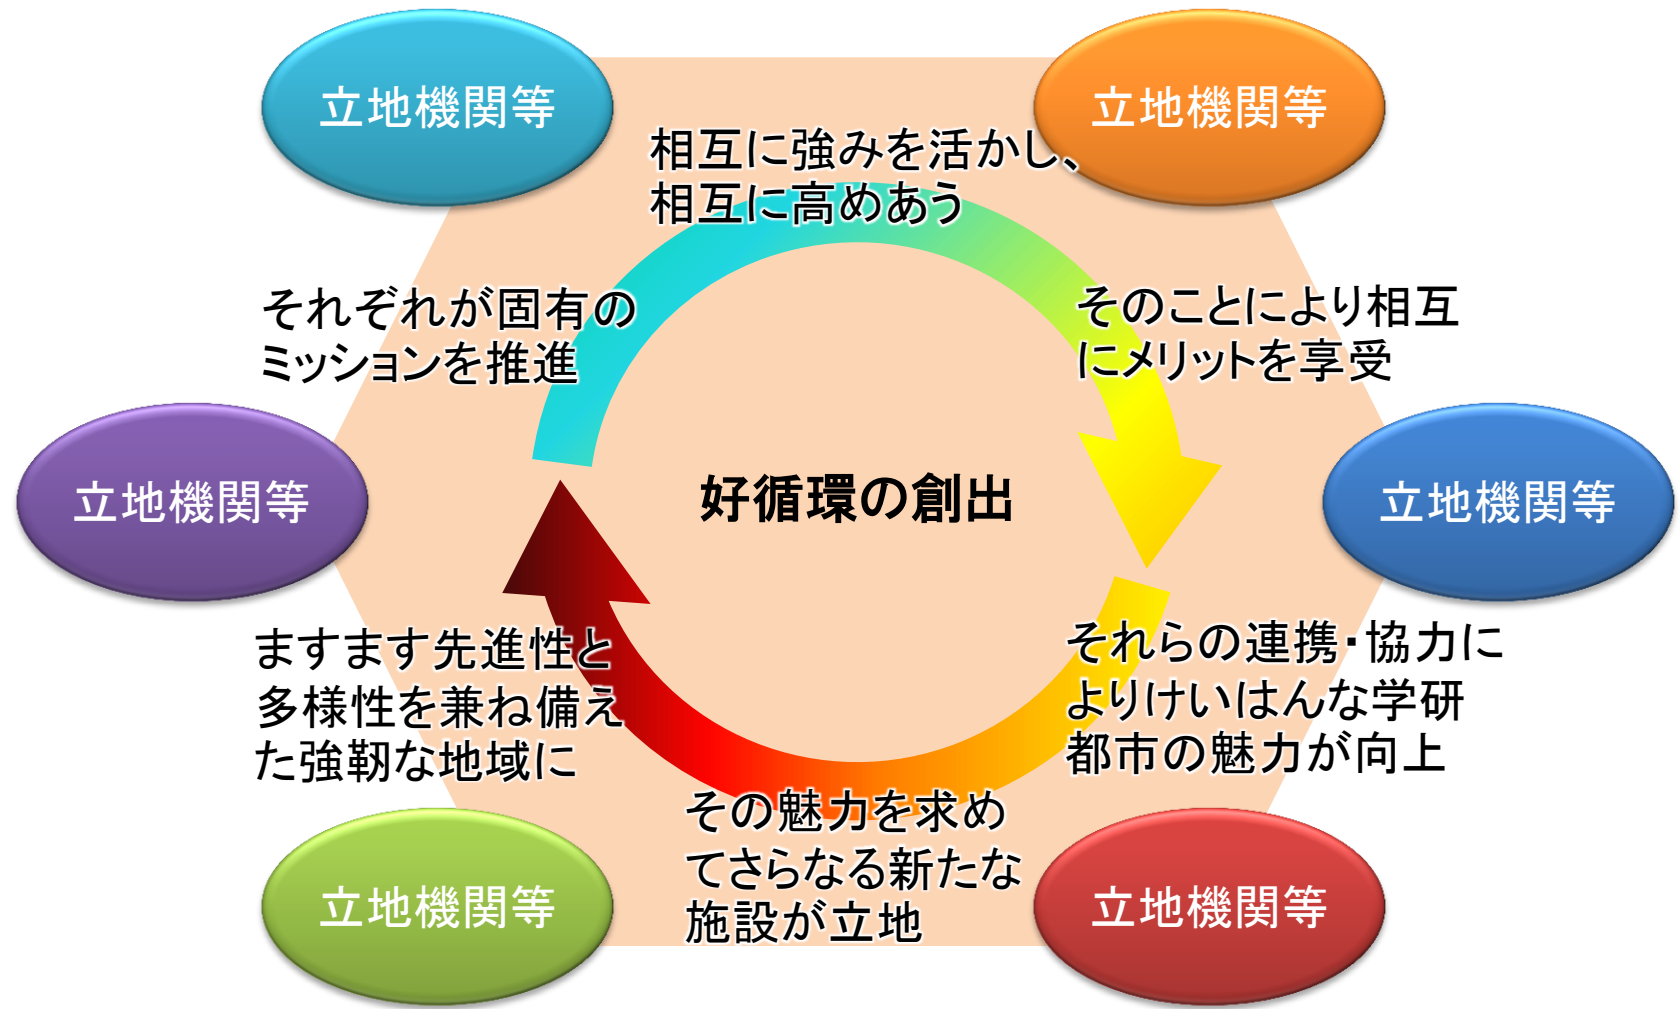 立地機関等
立地機関等
相互に強みを活かし、
相互に高めあう
それぞれが固有の
ミッションを推進
そのことにより相互
にメリットを享受
立地機関等
好循環の創出
立地機関等
ますます先進性と
多様性を兼ね備え
た強靭な地域に
それらの連携・協力に
よりけいはんな学研
都市の魅力が向上
その魅力を求め
てさらなる新たな
施設が立地
立地機関等
立地機関等